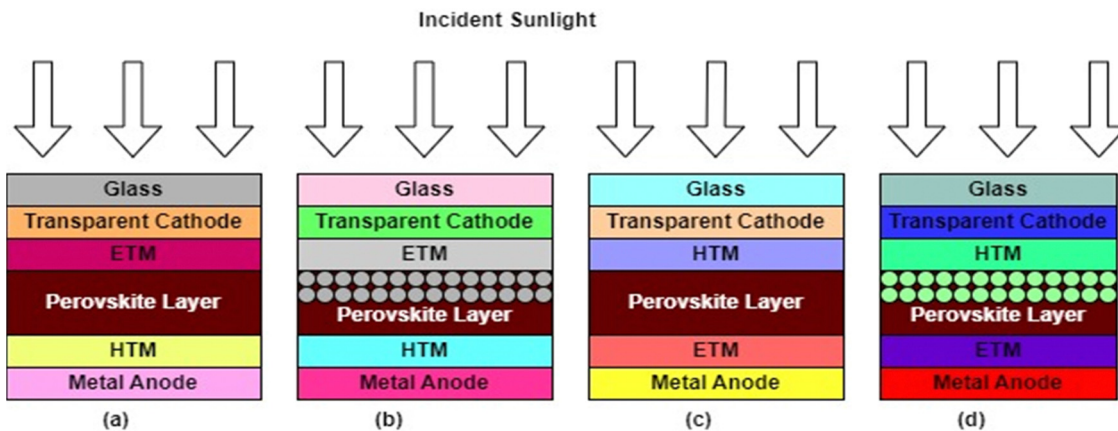 Incident Sunlight
Glass
Transparent Cathode
ETM
Perovskite Layer
HTM
Metal Anode
(a)
Glass
Transparent Cathode
ETM
Perovskite Layer
HTM
Metal Anode
(b)
Glass
Transparent Cathode
HTM
Perovskite Layer
ETM
Metal Anode
(c)
Glass
Transparent Cathode
HTM
Perovskite Layer
ETM
Metal Anode
(d)